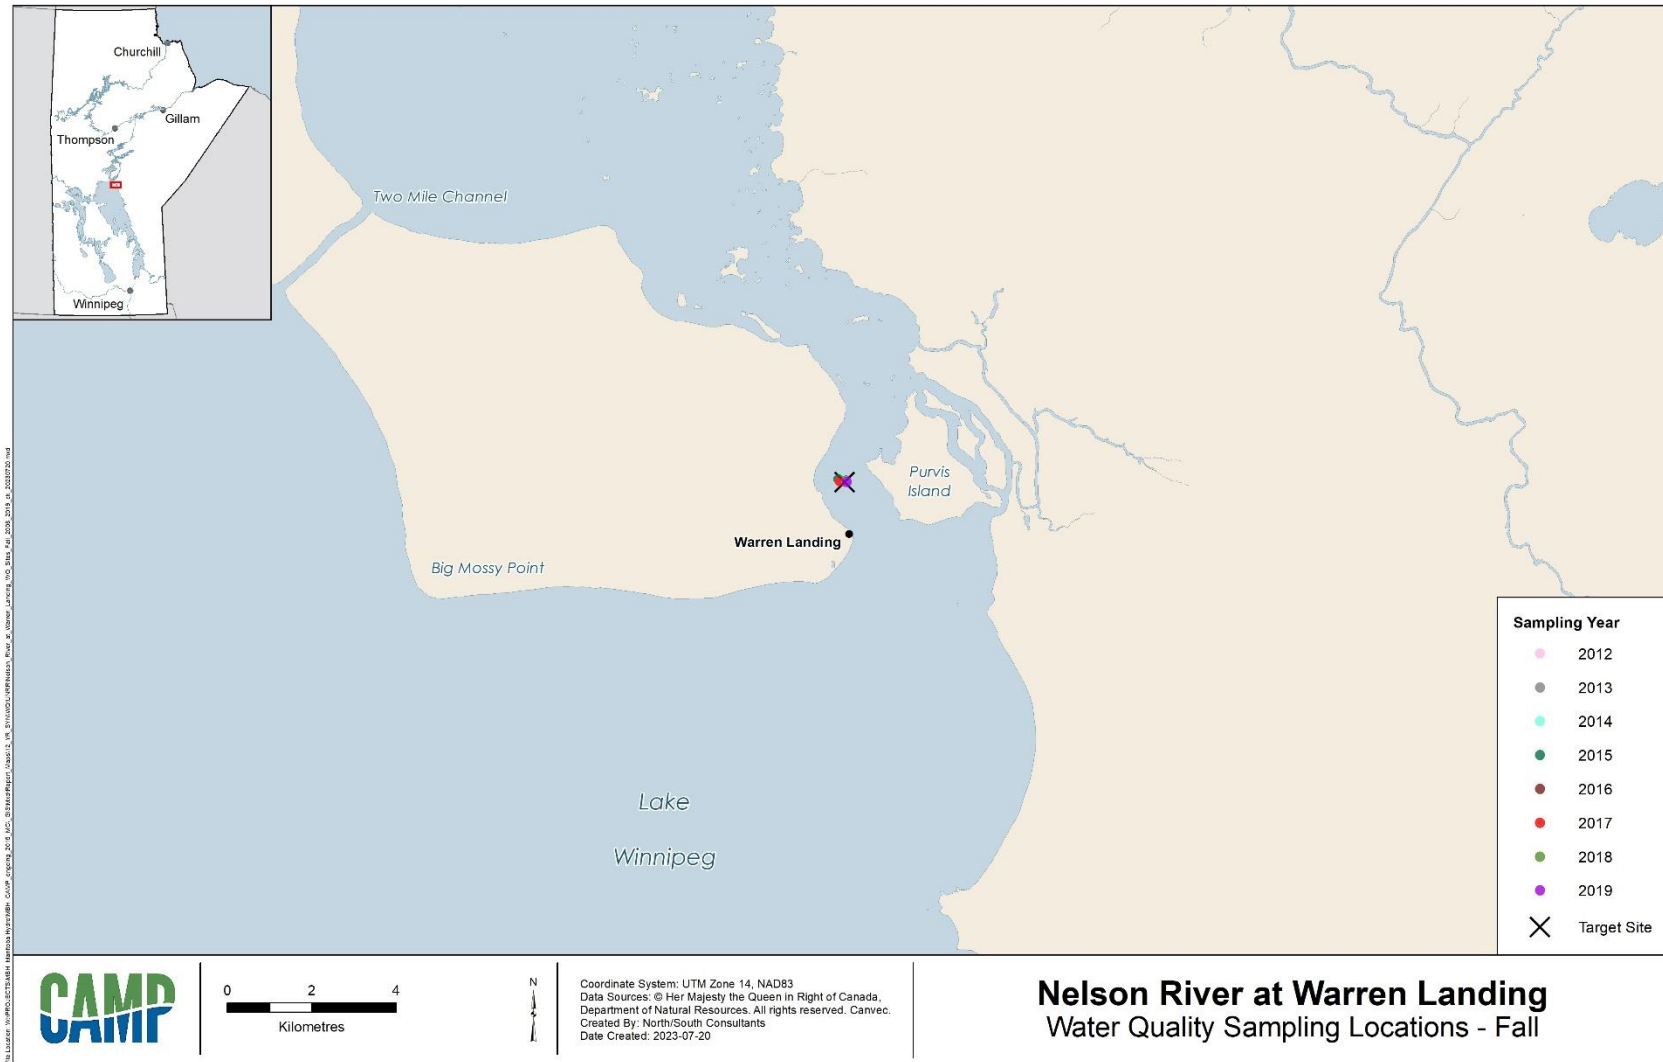 Churchill
Gillam
Thompson
Winnipeg
Two Mile Channel
Purvis
Island
Warren Landing
Big Mossy Point
Lake
Winnipeg
Sampling Year
2012
2013
2014
2015
2016
2017
2018
2019
Target Site
CAMP
0 2 4
Kilometres
N
Coordinate System: UTM Zone 14, NAD83
Data Sources: © Her Majesty the Queen in Right of Canada,
Department of Natural Resources. All rights reserved. Canvec.
Created By: North/South Consultants
Date Created: 2023-07-20
Nelson River at Warren Landing
Water Quality Sampling Locations - Fall